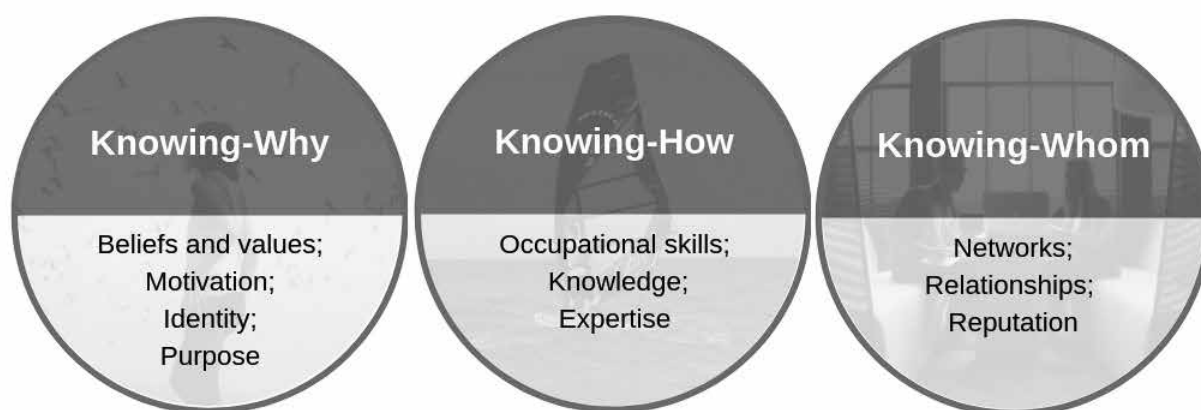 Knowing-Why
Beliefs and values;
Motivation;
Identity;
Purpose
Knowing-How
Occupational skills;
Knowledge;
Expertise
Knowing-Whom
Networks;
Relationships;
Reputation